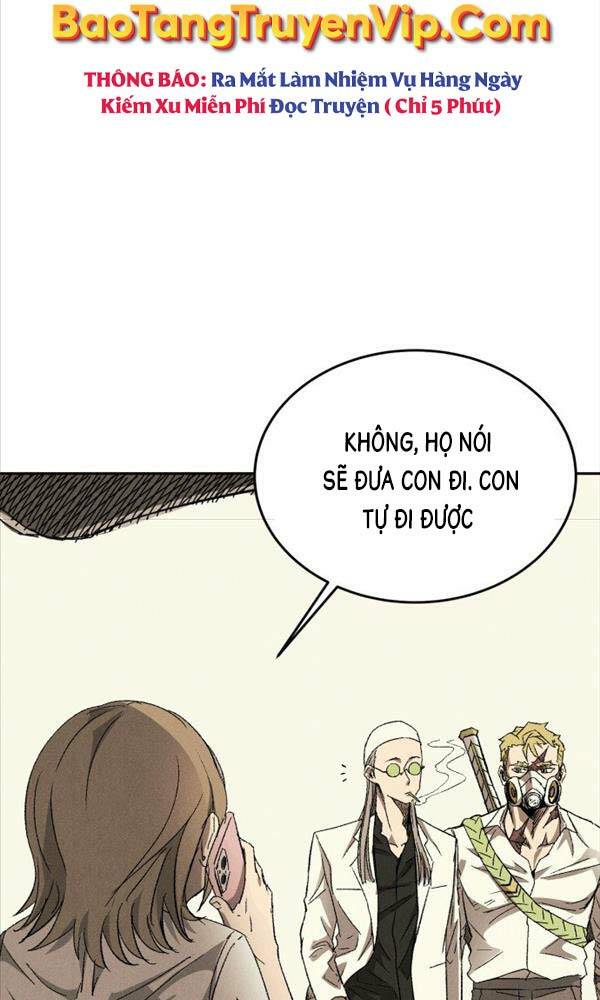 BaoTangTruyenVip.Com
THÔNG BÁO: Ra Mắt Làm Nhiệm Vụ Hàng Ngày
Kiếm Xu Miễn Phí Đọc Truyện ( Chỉ 5 Phút)
KHÔNG, HỌ NÓI
SẼ ĐƯA CON ĐI. CON
TỰ ĐI ĐƯỢC